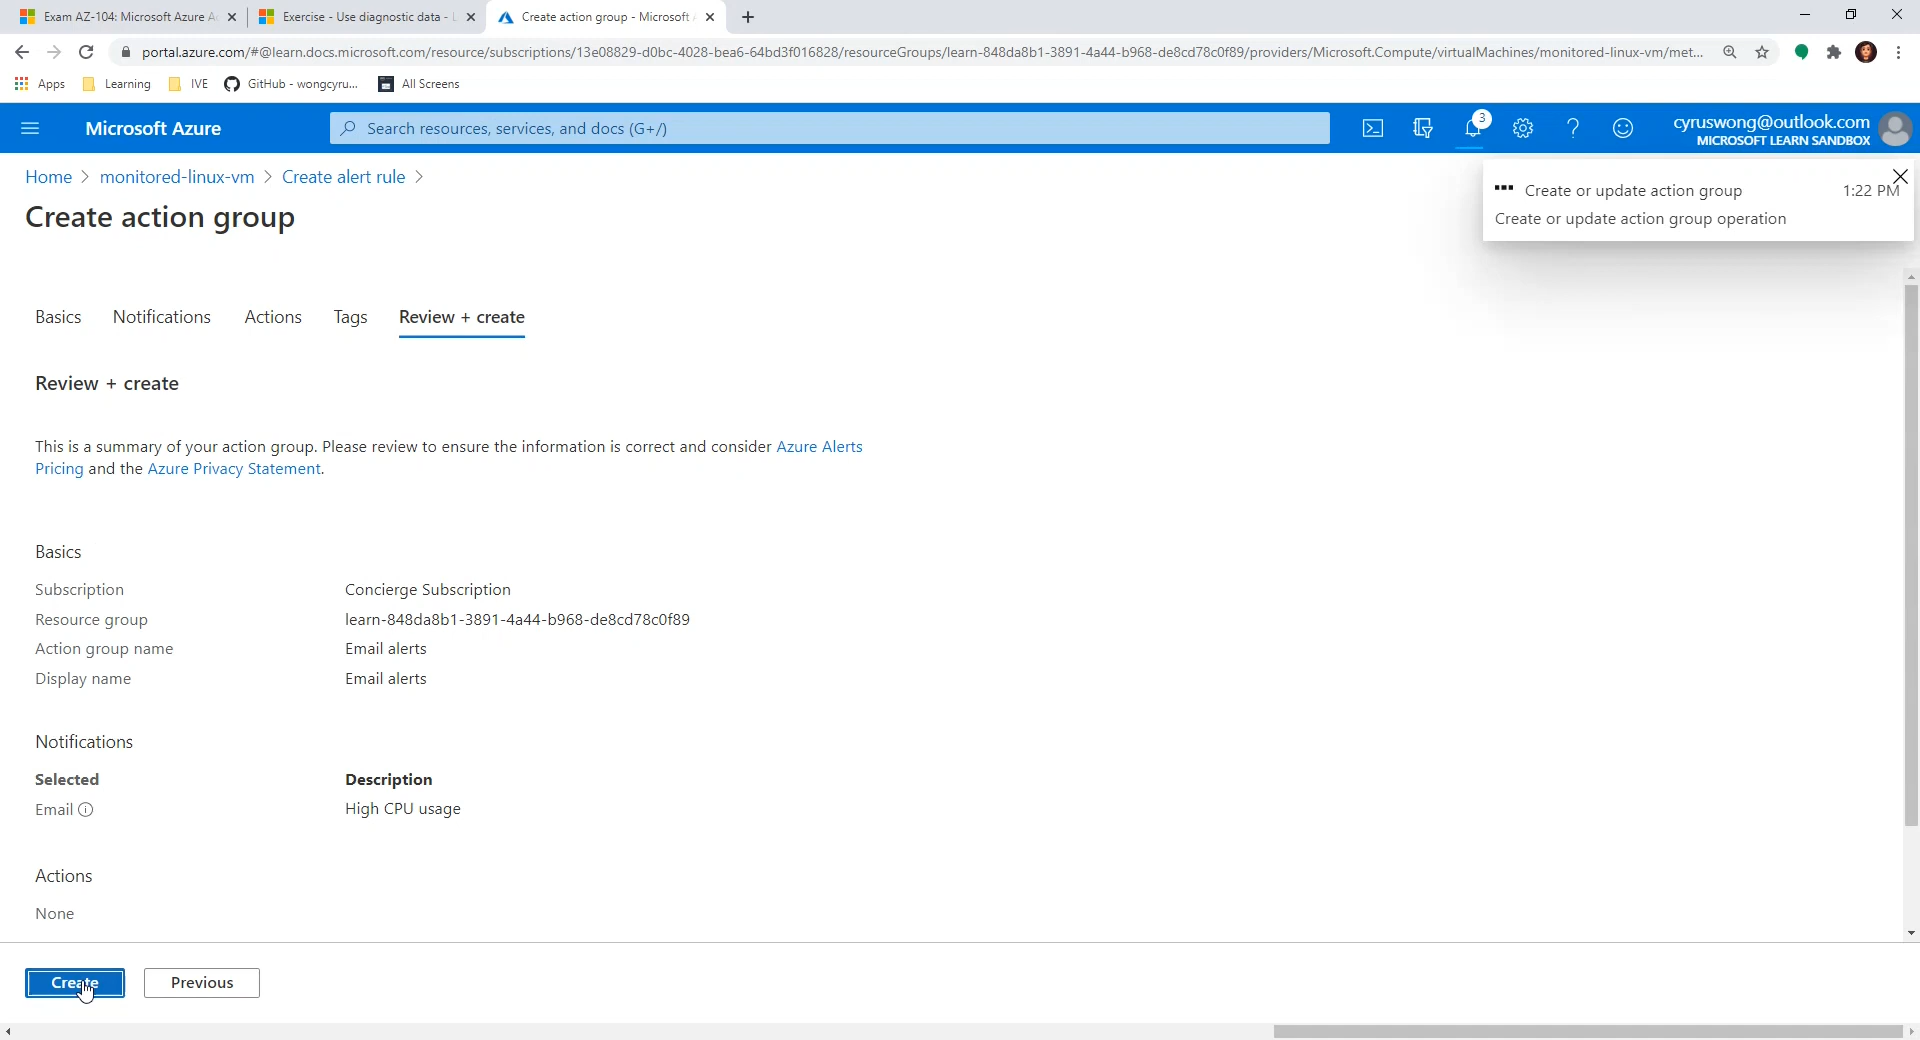 Exam AZ-104: Microsoft Azure A
Exercise - Use diagnostic data - L
Create action group - Microsoft A
portal.azure.com/#@learn.docs.microsoft.com/resource/subscriptions/13e08829-d0bc-4028-bea6-64bd3f016828/resourceGroups/learn-848da8b1-3891-4a44-b968-de8cd78c0f89/providers/Microsoft.Compute/virtualMachines/monitored-linux-vm/met...
Apps
Learning
IVE
GitHub - wongcyru...
All Screens
Microsoft Azure
Search resources, services, and docs (G+/)
3
cyruswong@outlook.com
MICROSOFT LEARN SANDBOX
Home > monitored-linux-vm > Create alert rule >
Create action group
Create or update action group
1:22 PM
Create or update action group operation
Basics
Notifications
Actions
Tags
Review + create
Review + create
This is a summary of your action group. Please review to ensure the information is correct and consider Azure Alerts
Pricing and the Azure Privacy Statement.
Basics
Subscription
Concierge Subscription
Resource group
learn-848da8b1-3891-4a44-b968-de8cd78c0f89
Action group name
Email alerts
Display name
Email alerts
Notifications
Selected
Description
Email
High CPU usage
Actions
None
Create
Previous